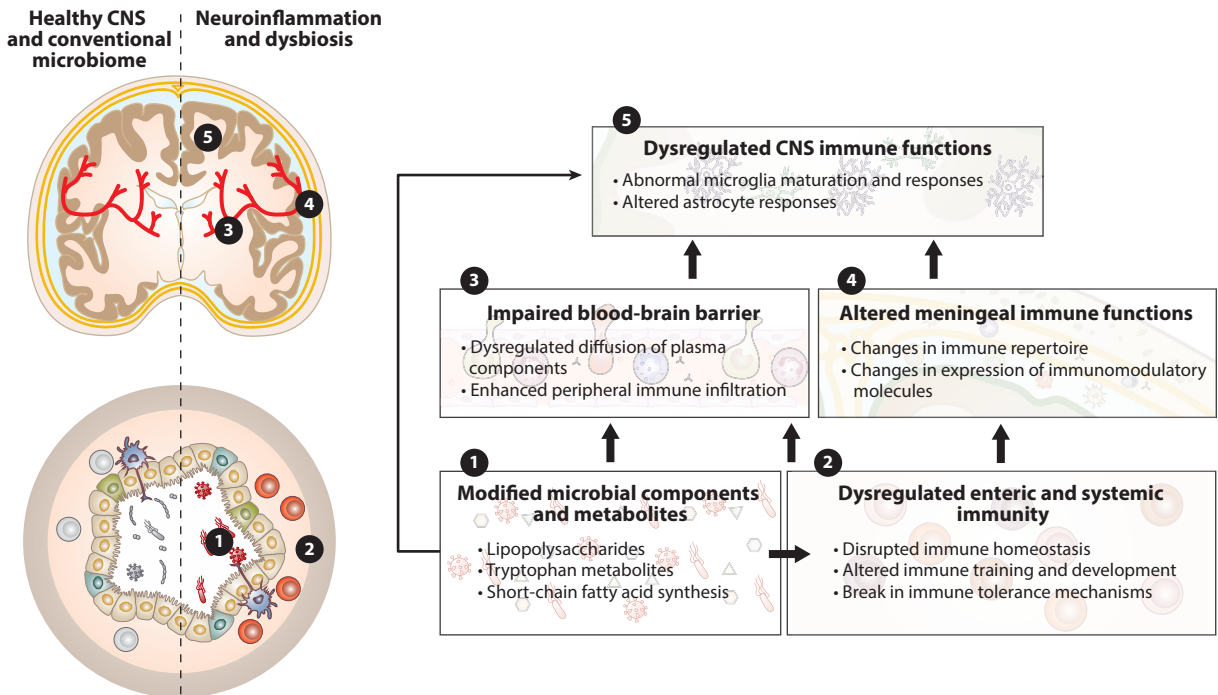 Healthy CNS
and conventional
microbiome
Neuroinflammation
and dysbiosis
5
4
3
1
2
5
Dysregulated CNS immune functions
• Abnormal microglia maturation and responses
• Altered astrocyte responses
3
Impaired blood-brain barrier
• Dysregulated diffusion of plasma
components
• Enhanced peripheral immune infiltration
4
Altered meningeal immune functions
• Changes in immune repertoire
• Changes in expression of immunomodulatory
molecules
1
Modified microbial components
and metabolites
• Lipopolysaccharides
• Tryptophan metabolites
• Short-chain fatty acid synthesis
2
Dysregulated enteric and systemic
immunity
• Disrupted immune homeostasis
• Altered immune training and development
• Break in immune tolerance mechanisms